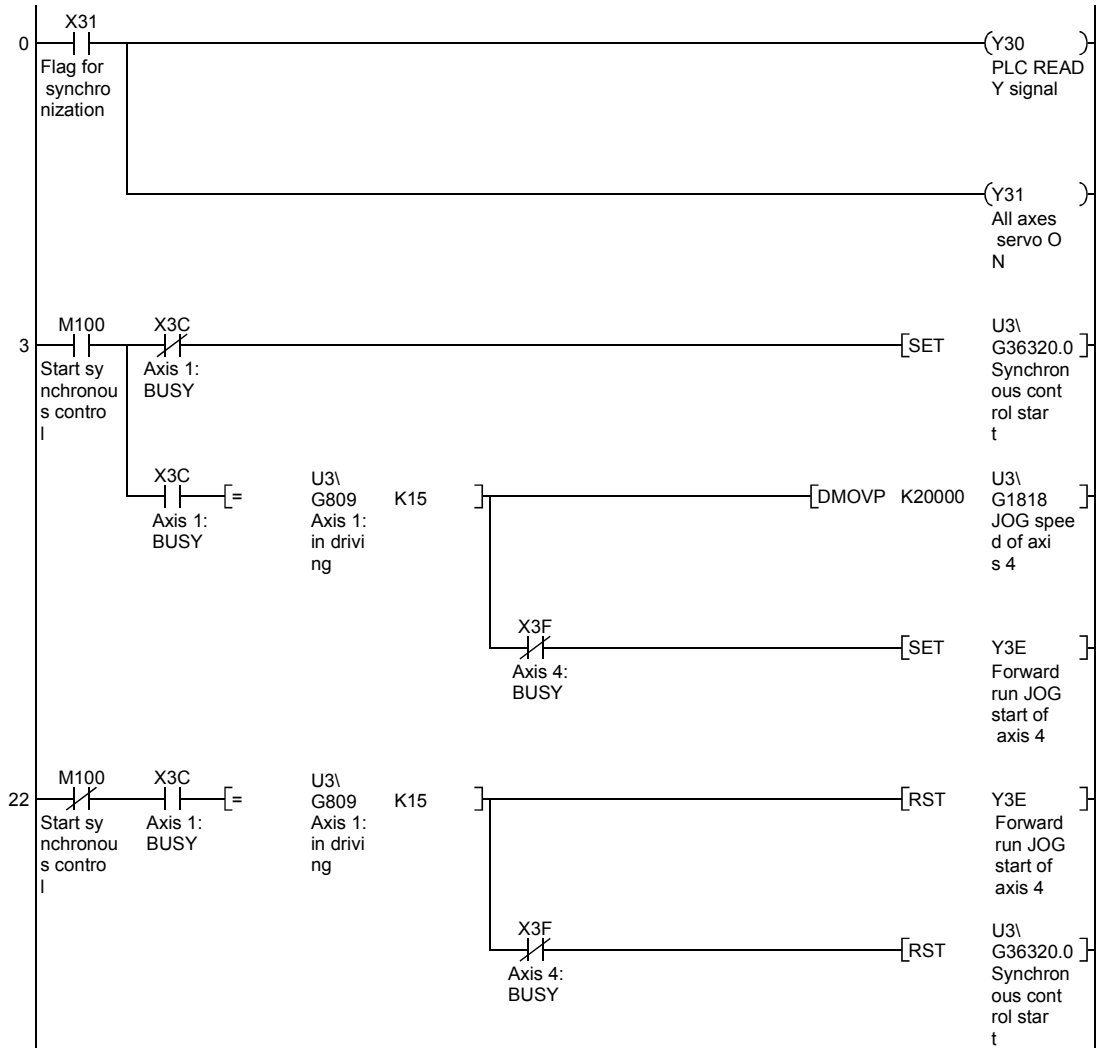 X31
0
(Y30 )
Flag for
synchro
nization
PLC READ
Y signal
(Y31 )
All axes
servo O
N
M100 X3C
3
[SET U3\
G36320.0 ]
Start sy
nchronou
s contro
l
Axis 1:
BUSY
Synchron
ous cont
rol star
t
X3C
[= U3\
G809 K15 ]
Axis 1:
BUSY
Axis 1:
in drivi
ng
[DMOVP K20000 U3\
G1818 ]
JOG spee
d of axi
s 4
X3F
[SET Y3E ]
Axis 4:
BUSY
Forward
run JOG
start of
axis 4
M100 X3C
22
[= U3\
G809 K15 ]
Start sy
nchronou
s contro
l
Axis 1:
BUSY
Axis 1:
in drivi
ng
[RST Y3E ]
Forward
run JOG
start of
axis 4
X3F
[RST U3\
G36320.0 ]
Axis 4:
BUSY
Synchron
ous cont
rol star
t